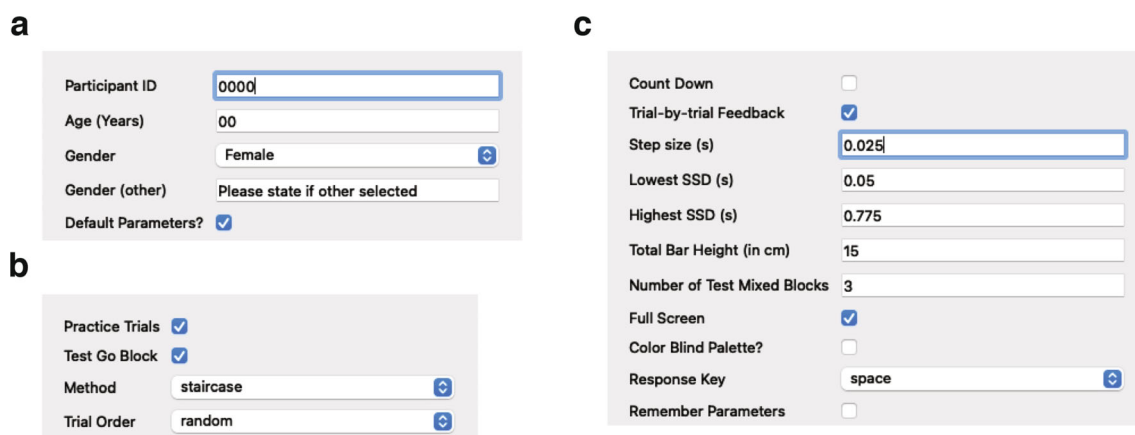 a
Participant ID 0000
Age (Years) 00
Gender Female
Gender (other) Please state if other selected
Default Parameters?
b
Practice Trials
Test Go Block
Method staircase
Trial Order random
c
Count Down
Trial-by-trial Feedback
Step size (s) 0.025
Lowest SSD (s) 0.05
Highest SSD (s) 0.775
Total Bar Height (in cm) 15
Number of Test Mixed Blocks 3
Full Screen
Color Blind Palette?
Response Key space
Remember Parameters